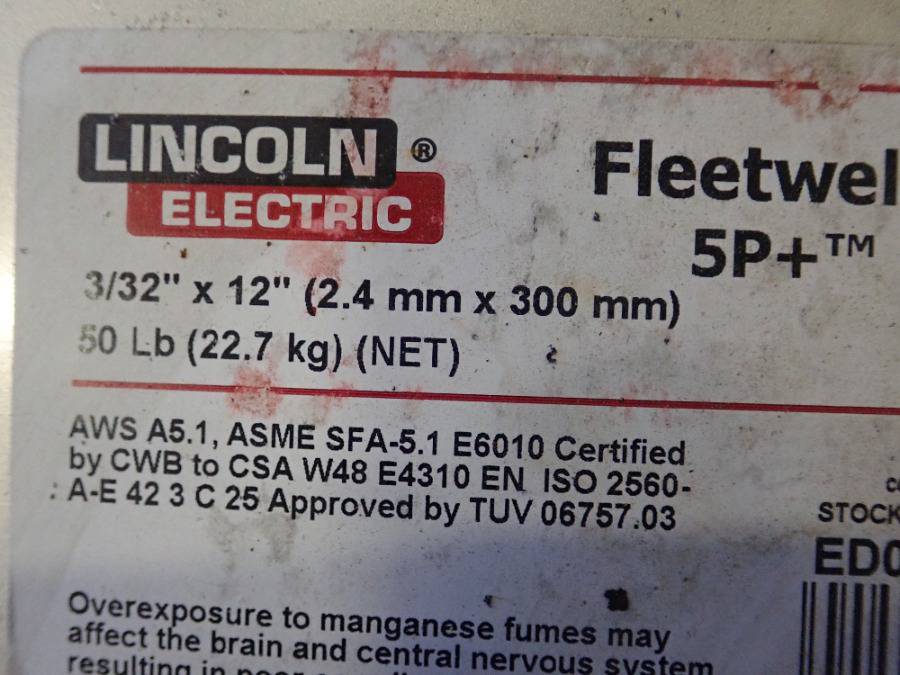 LINCOLN ®
ELECTRIC
Fleetwel
5P+™
3/32" x 12" (2.4 mm x 300 mm)
50 Lb (22.7 kg) (NET)
AWS A5.1, ASME SFA-5.1 E6010 Certified
by CWB to CSA W48 E4310 EN ISO 2560-
A-E 42 3 C 25 Approved by TUV 06757.03
STOCK
ED0
Overexposure to manganese fumes may
affect the brain and central nervous system
resulting in poor